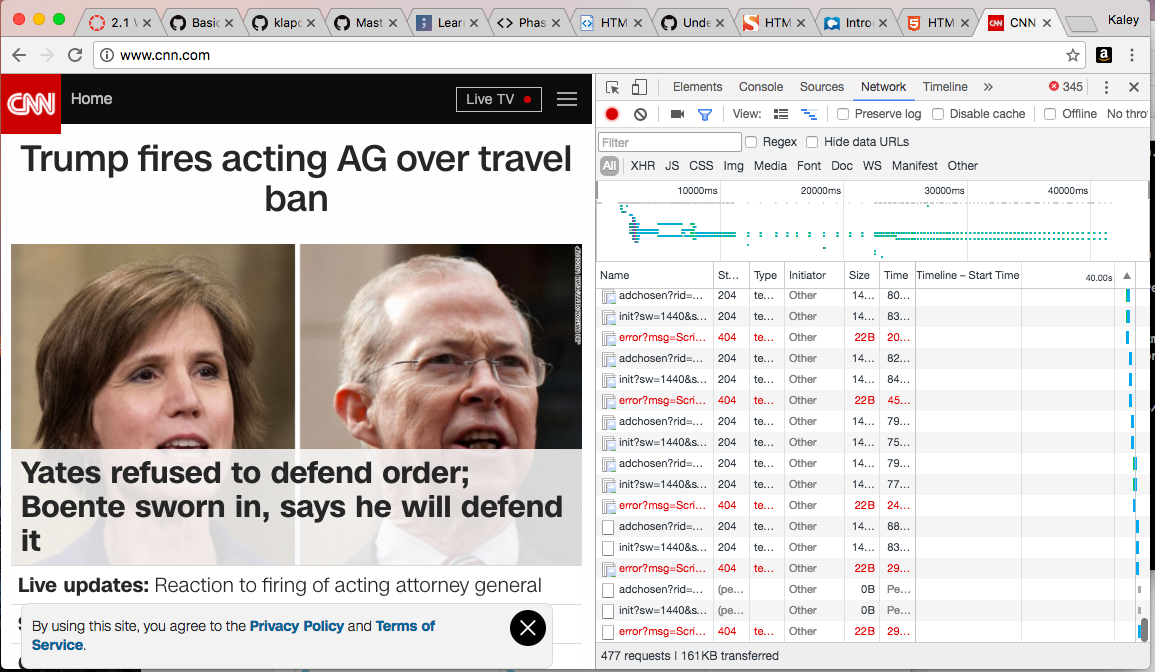 2.1 W
Basic
klapc
Mast
Lear
Phas
HTM
Unde
HTM
Intro
HTM
CNN
Kaley
www.cnn.com
CNN
Home
Live TV
Trump fires acting AG over travel
ban
Yates refused to defend order;
Boente sworn in, says he will defend
it
Live updates: Reaction to firing of acting attorney general
By using this site, you agree to the Privacy Policy and Terms of
Service.
Elements Console Sources Network Timeline » 345
View: Preserve log Disable cache Offline No thro
Filter Regex Hide data URLs
All XHR JS CSS Img Media Font Doc WS Manifest Other
10000ms 20000ms 30000ms 40000ms
Name St... Type Initiator Size Time Timeline – Start Time 40.00s
adchosen?rid=... 204 te... Other 14... 80...
init?sw=1440&s... 204 te... Other 14... 83...
error?msg=Scri... 404 te... Other 22B 20...
adchosen?rid=... 204 te... Other 14... 82...
init?sw=1440&s... 204 te... Other 14... 84...
error?msg=Scri... 404 te... Other 22B 45...
adchosen?rid=... 204 te... Other 14... 79...
init?sw=1440&s... 204 te... Other 14... 75...
adchosen?rid=... 204 te... Other 14... 79...
init?sw=1440&s... 204 te... Other 14... 77...
error?msg=Scri... 404 te... Other 22B 24...
adchosen?rid=... 204 te... Other 14... 88...
init?sw=1440&s... 204 te... Other 14... 83...
error?msg=Scri... 404 te... Other 22B 29...
adchosen?rid=... (pe... te... Other 0B Pe...
init?sw=1440&s... (pe... te... Other 0B Pe...
error?msg=Scri... 404 te... Other 22B 29...
477 requests | 161KB transferred